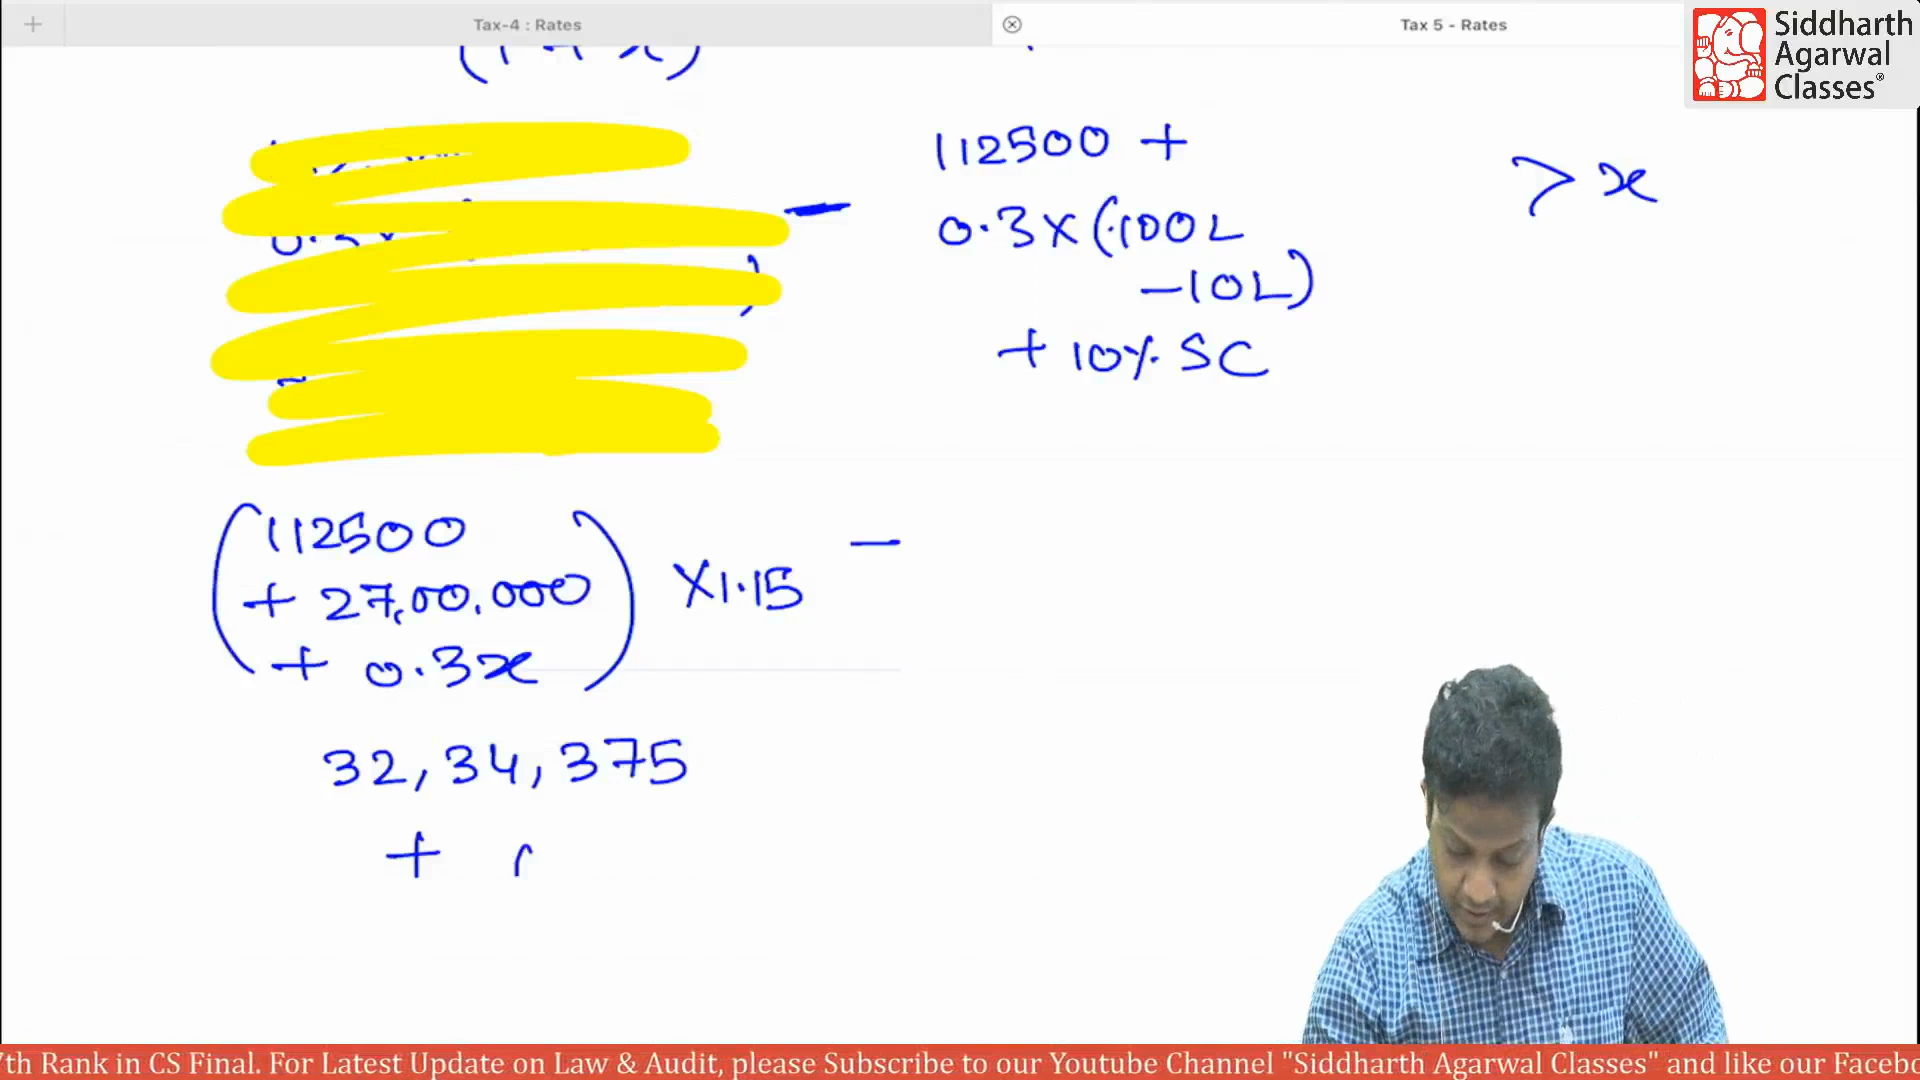 Tax-4 : Rates
Tax 5 - Rates
Siddharth
Agarwal
Classes®
112500 +
0.3 X (100L
-10L)
+ 10% SC
> x
-
(112500
+ 27,00,000
+ 0.3x) X1.15 -
32,34,375
+
7th Rank in CS Final. For Latest Update on Law & Audit, please Subscribe to our Youtube Channel "Siddharth Agarwal Classes" and like our Facebo